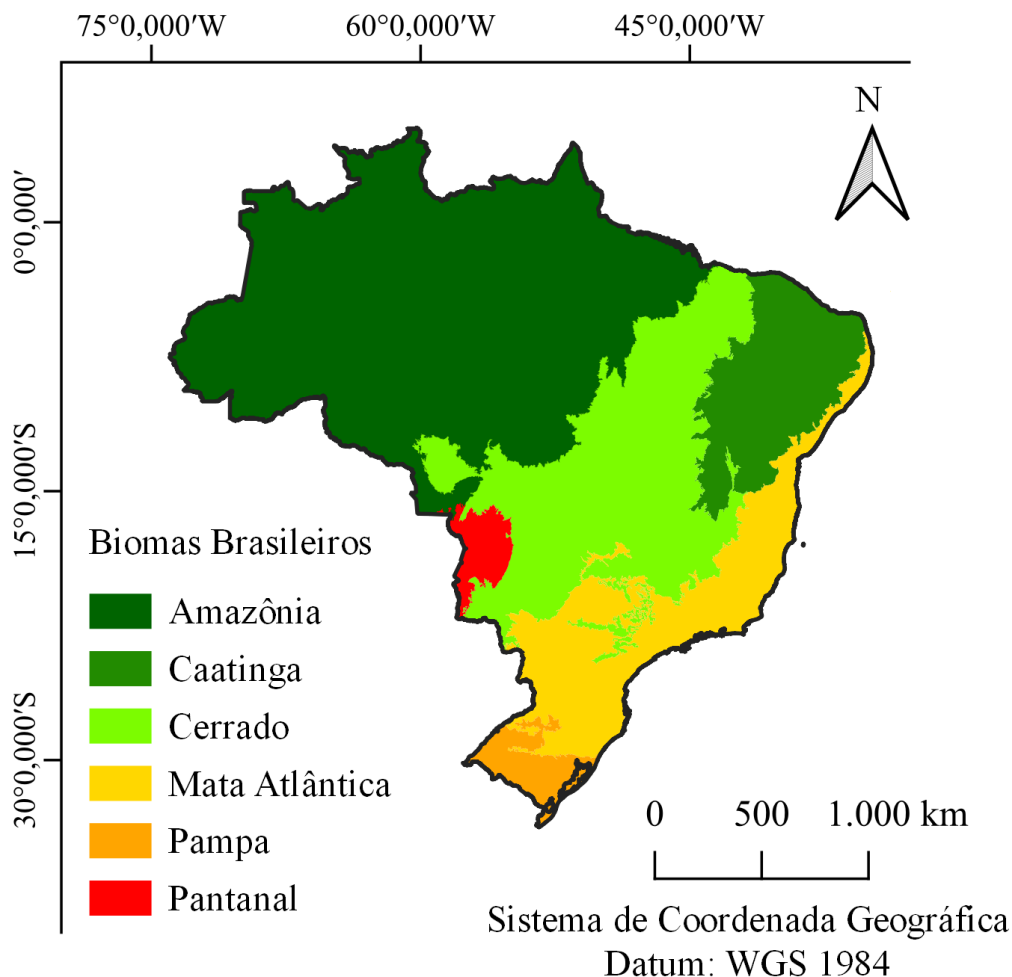 75°0,000′W 60°0,000′W 45°0,000′W
N
0°0,000′
15°0,000′S
30°0,000′S
Biomas Brasileiros
Amazônia
Caatinga
Cerrado
Mata Atlântica
Pampa
Pantanal
0 500 1.000 km
Sistema de Coordenada Geográfica
Datum: WGS 1984